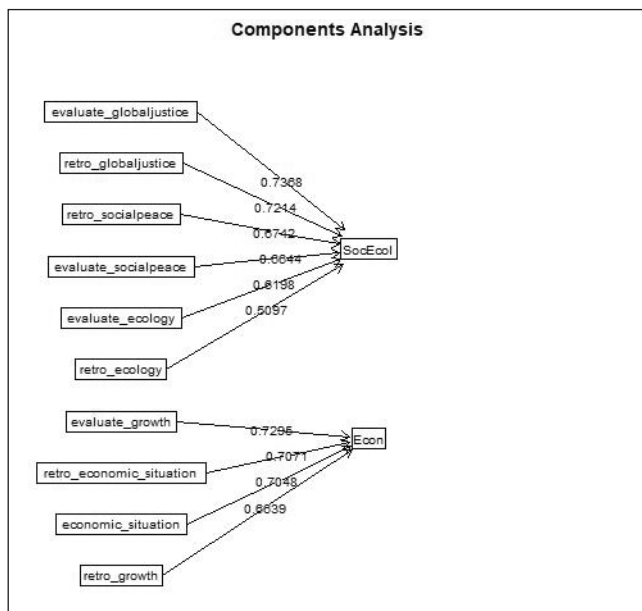 Components Analysis
evaluate_globaljustice
retro_globaljustice
0.7368
0.7214
retro_socialpeace
0.6742
SocEcol
evaluate_socialpeace
0.6644
0.6198
evaluate_ecology
0.5097
retro_ecology
evaluate_growth
0.7295
Econ
retro_economic_situation
0.7071
0.7048
economic_situation
0.6639
retro_growth